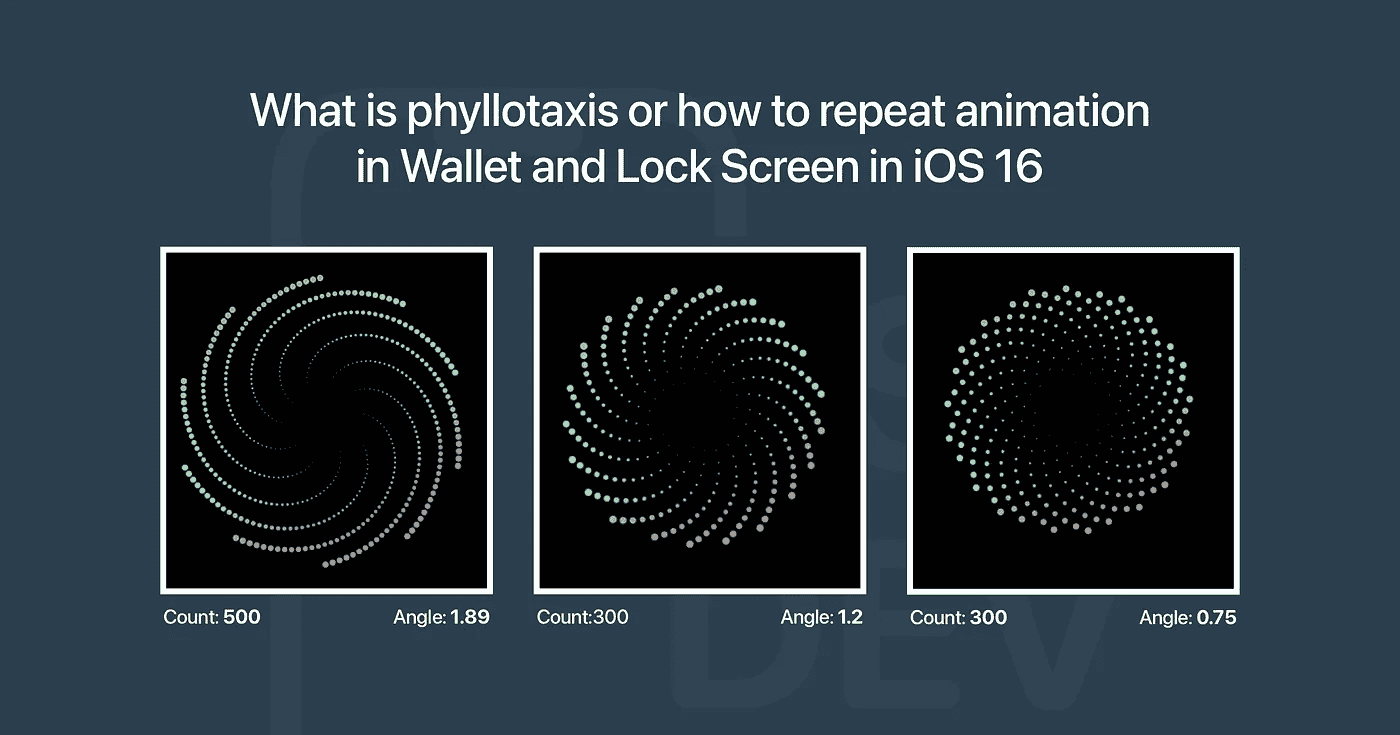 What is phyllotaxis or how to repeat animation
in Wallet and Lock Screen in iOS 16
Count: 500 Angle: 1.89
Count:300 Angle: 1.2
Count: 300 Angle: 0.75
DEV